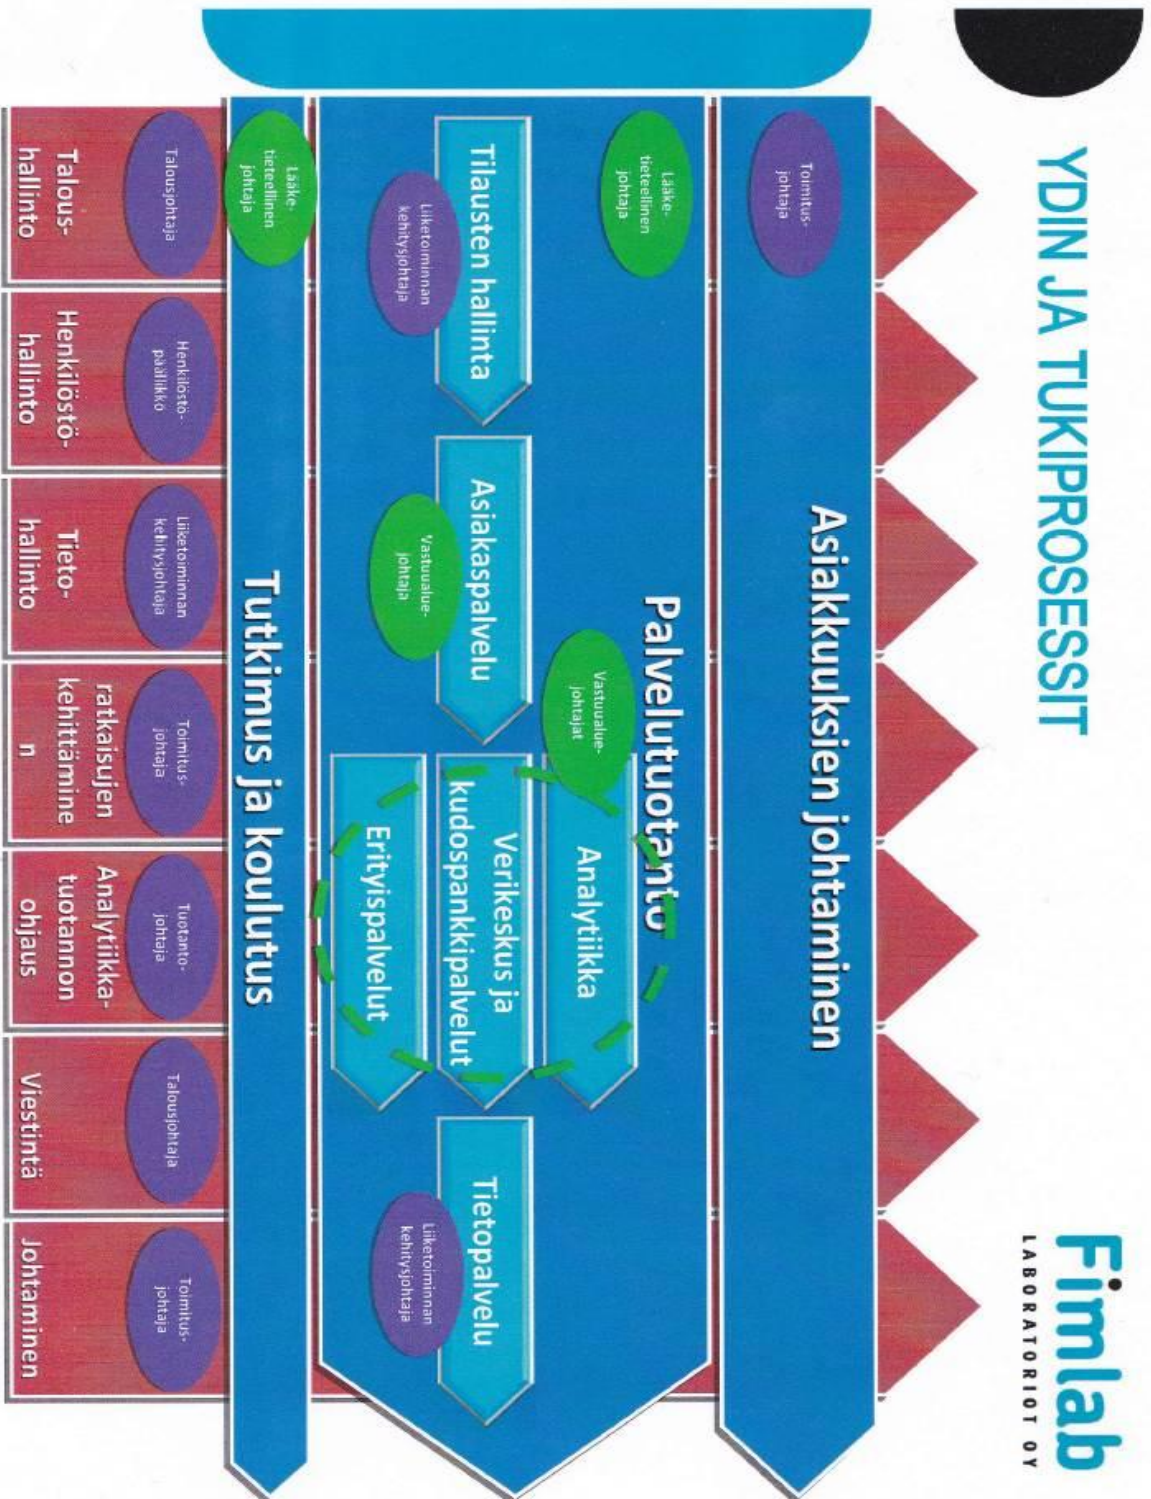 YDIN JA TUKIPROSESSIT
Fimlab
LABORATORIOT OY
Toimitus-
johtaja
Asiakkuuksien johtaminen
Lääke-
tieteellinen
johtaja
Palvelutuotanto
Vastuualue-
johtajat
Analytiikka
Tilausten hallinta
Liiketoiminnan
kehitysjohtaja
Asiakaspalvelu
Vastuualue-
johtaja
Verikeskus ja
kudospankkipalvelut
Erityispalvelut
Tietopalvelu
Liiketoiminnan
kehitysjohtaja
Lääke-
tieteellinen
johtaja
Tutkimus ja koulutus
Talousjohtaja
Talous-
hallinto
Henkilöstö-
päällikkö
Henkilöstö-
hallinto
Liiketoiminnan
kehitysjohtaja
Tieto-
hallinto
Toimitus-
johtaja
ratkaisujen
kehittämine
n
Tuotanto-
johtaja
Analytiikka-
tuotannon
ohjaus
Talousjohtaja
Viestintä
Toimitus-
johtaja
Johtaminen